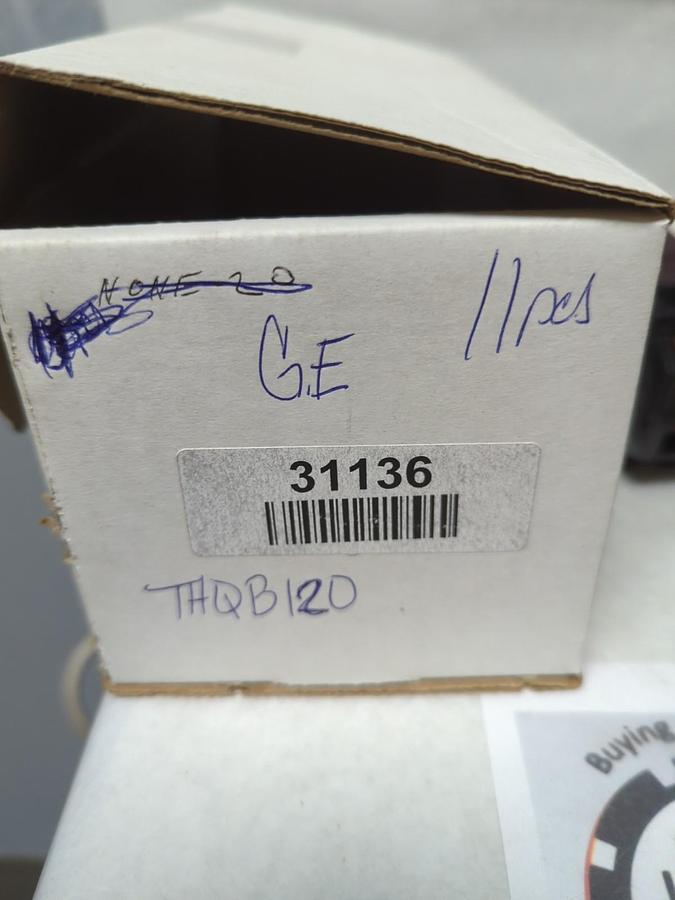 NONE 20
11pcs
G.E
31136
THQB120
Buying